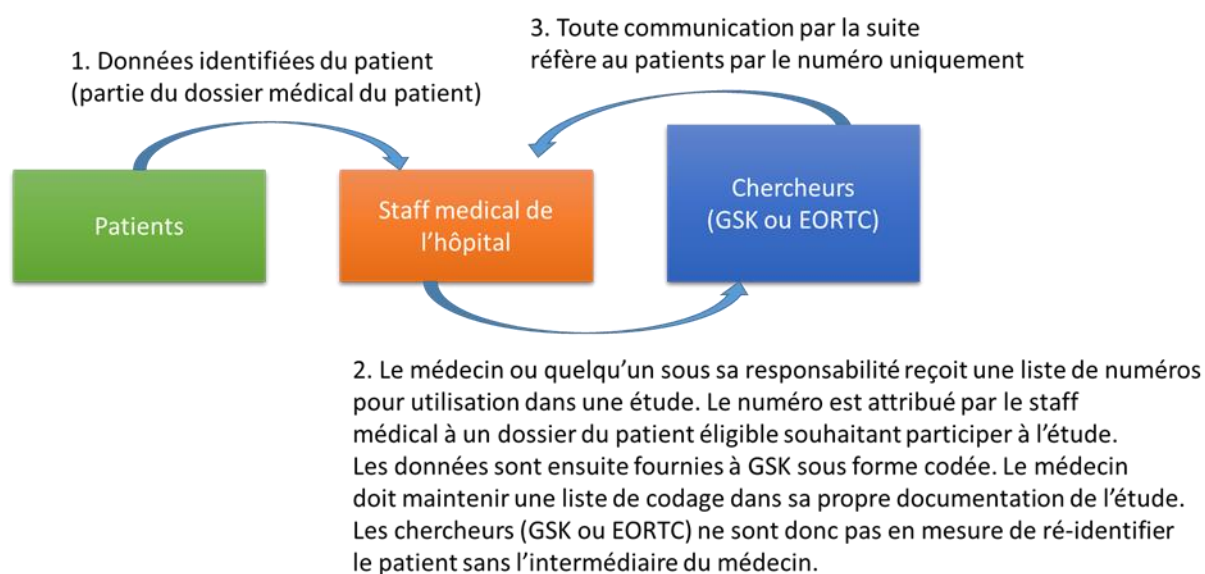 1. Données identifiées du patient
(partie du dossier médical du patient)
3. Toute communication par la suite
réfère au patients par le numéro uniquement
Patients
Staff medical de
l'hôpital
Chercheurs
(GSK ou EORTC)
2. Le médecin ou quelqu'un sous sa responsabilité reçoit une liste de numéros
pour utilisation dans une étude. Le numéro est attribué par le staff
médical à un dossier du patient éligible souhaitant participer à l'étude.
Les données sont ensuite fournies à GSK sous forme codée. Le médecin
doit maintenir une liste de codage dans sa propre documentation de l'étude.
Les chercheurs (GSK ou EORTC) ne sont donc pas en mesure de ré-identifier
le patient sans l'intermédiaire du médecin.